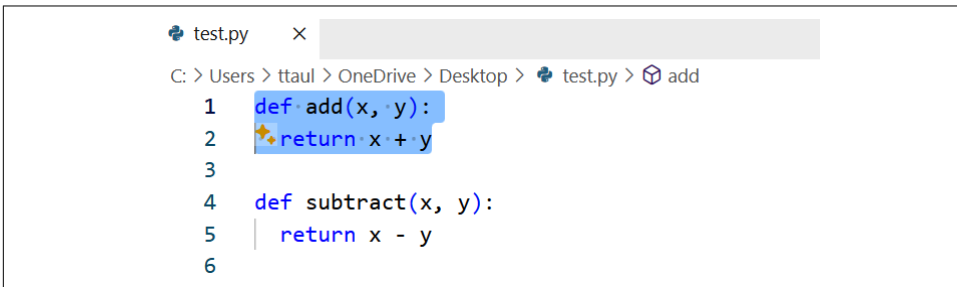 test.py ×
C: > Users > ttaul > OneDrive > Desktop > test.py > add
1 def add(x, y):
2 return x + y
3
4 def subtract(x, y):
5 return x - y
6